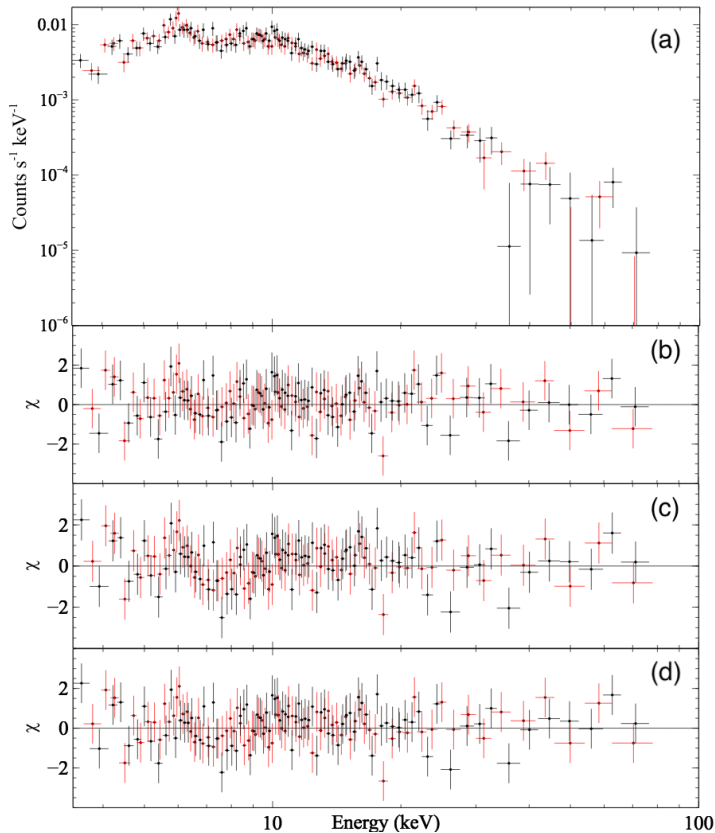 (a)
0.01
10⁻³
10⁻⁴
10⁻⁵
10⁻⁶
Counts s⁻¹ keV⁻¹
(b)
2
0
−2
χ
(c)
2
0
−2
χ
(d)
2
0
−2
χ
10 Energy (keV) 100